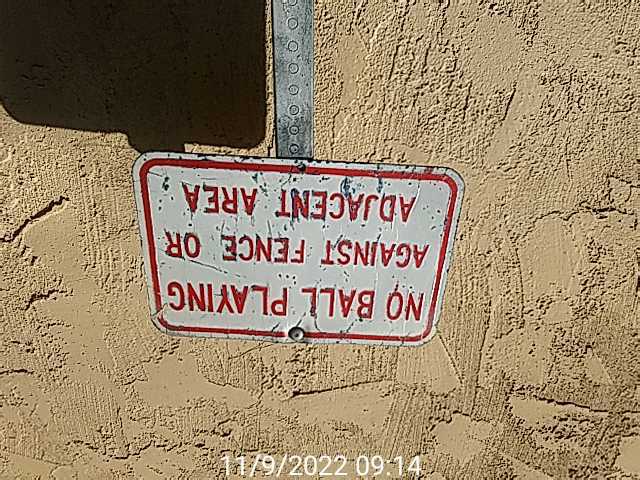 NO BALL PLAYING
AGAINST FENCE OR
ADJACENT AREA
11/9/2022 09:14